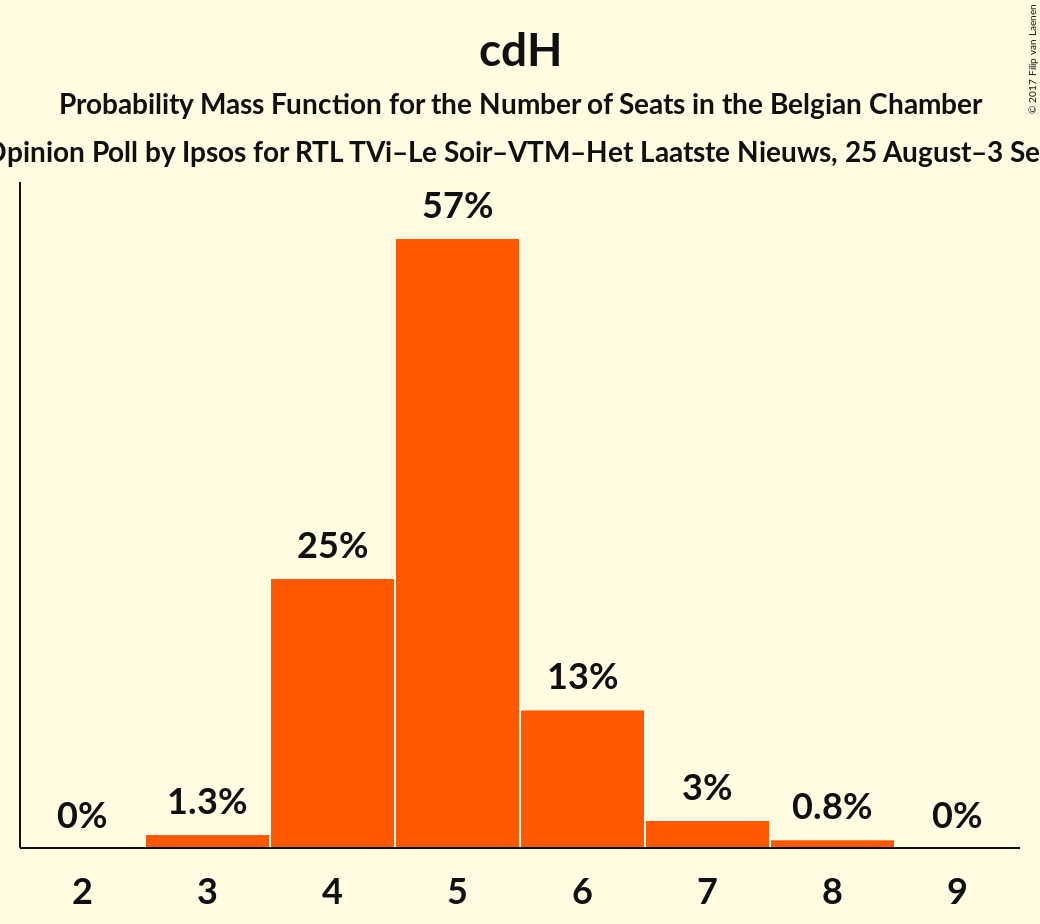 cdH
Probability Mass Function for the Number of Seats in the Belgian Chamber
Opinion Poll by Ipsos for RTL TVi–Le Soir–VTM–Het Laatste Nieuws, 25 August–3 Se
© 2017 Filip van Laenen
57%
25%
13%
3%
1.3%
0.8%
0%
0%
2 3 4 5 6 7 8 9